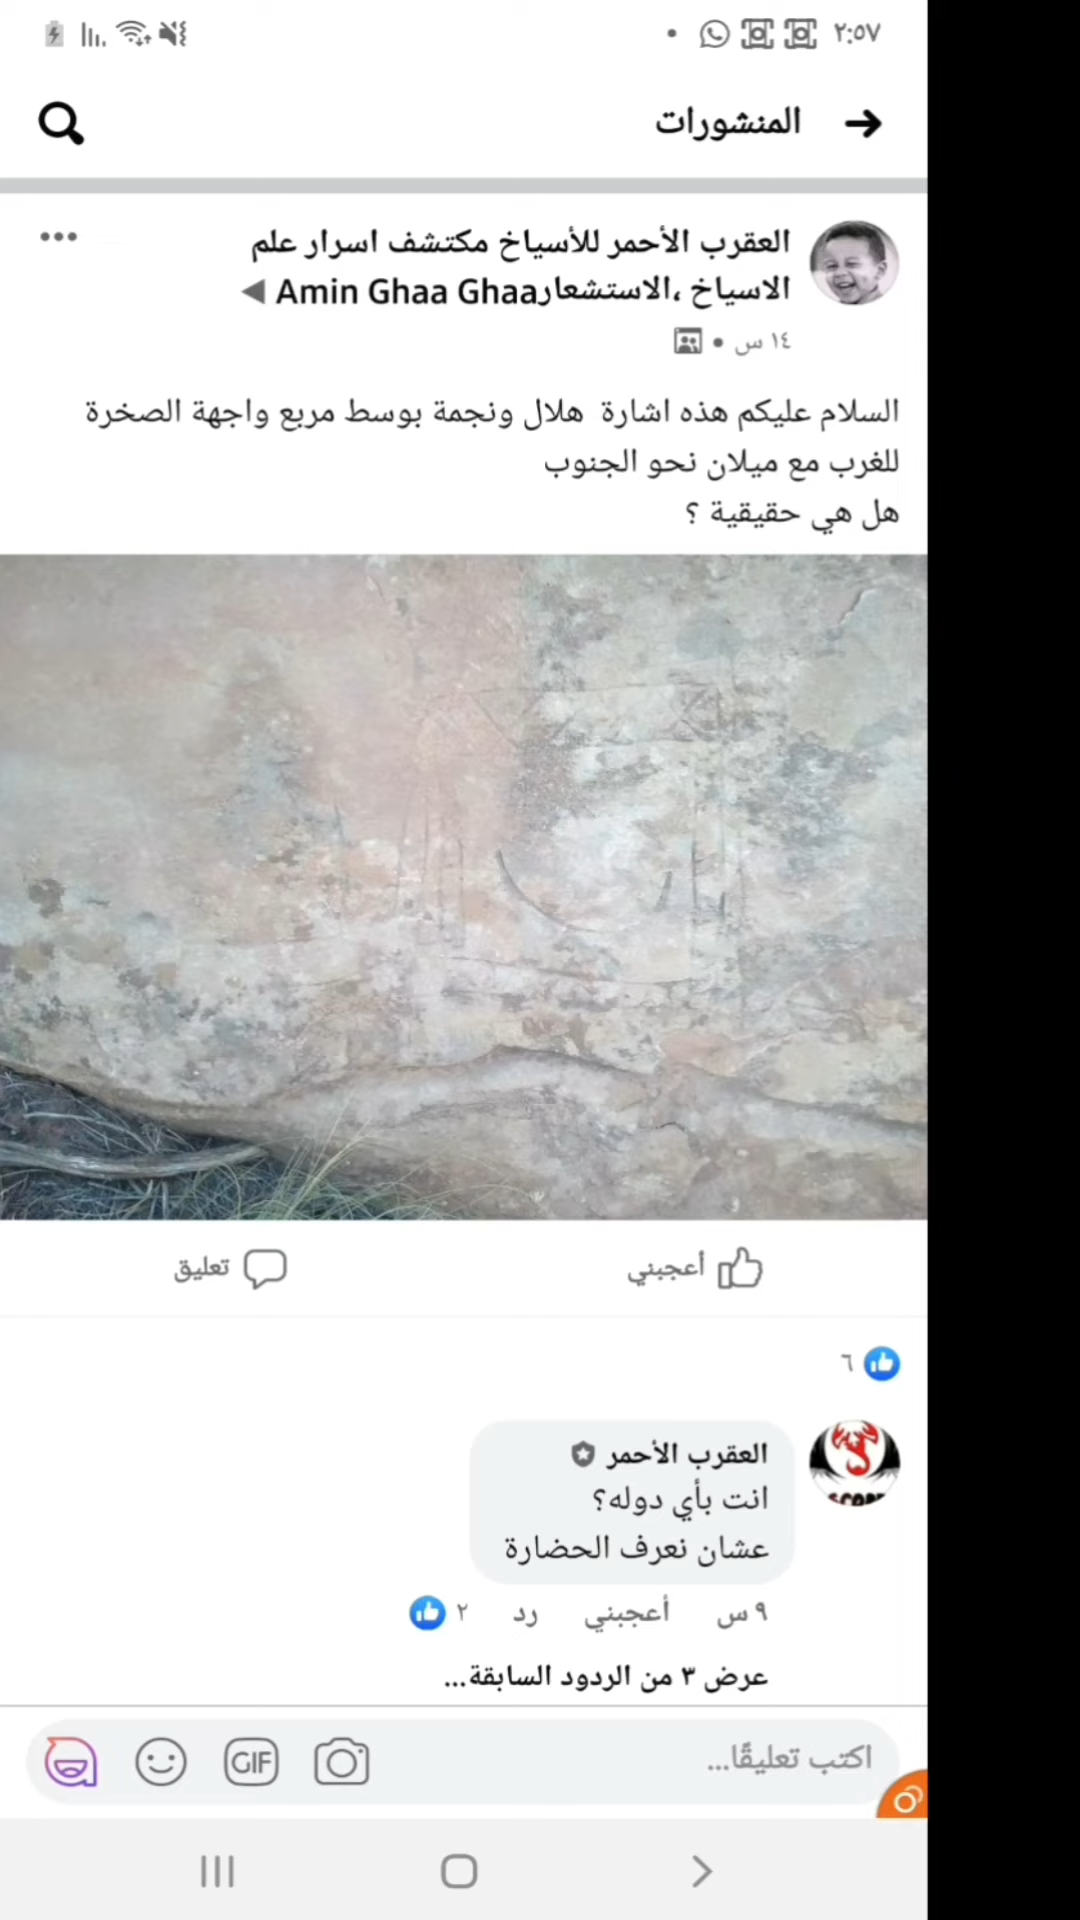 ٢:٥٧
المنشورات
العقرب الأحمر للأسياخ مكتشف اسرار علم
الاسياخ ،الاستشعارAmin Ghaa Ghaa ◀
١٤ س •
السلام عليكم هذه اشارة هلال ونجمة بوسط مربع واجهة الصخرة
للغرب مع ميلان نحو الجنوب
هل هي حقيقية ؟
أعجبني تعليق
٦
العقرب الأحمر
انت بأي دوله؟
عشان نعرف الحضارة
٩ س أعجبني رد ٢
عرض ٣ من الردود السابقة...
اكتب تعليقًا... GIF